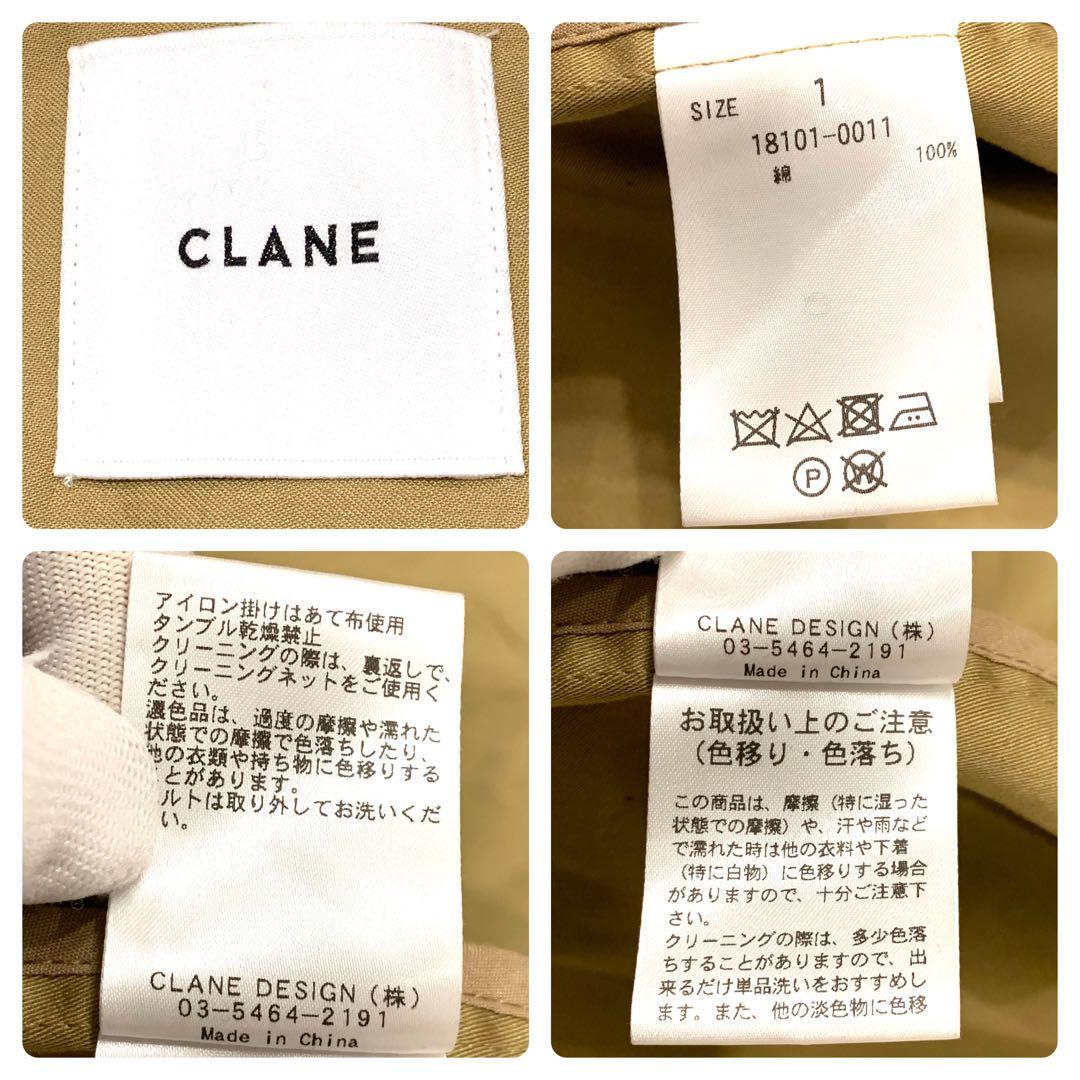 CLANE
SIZE 1
18101-0011
綿 100%
P W
アイロン掛けはあて布使用
タンブル乾燥禁止
クリーニングの際は、裏返しで、
クリーニングネットをご使用く
ださい。
濃色品は、過度の摩擦や濡れた
状態での摩擦で色落ちしたり、
他の衣類や持ち物に色移りする
ことがあります。
ルトは取り外してお洗いくだ
い。
CLANE DESIGN (株)
03-5464-2191
Made in China
CLANE DESIGN (株)
03-5464-2191
Made in China
お取扱い上のご注意
(色移り・色落ち)
この商品は、摩擦(特に湿った
状態での摩擦)や、汗や雨など
で濡れた時は他の衣料や下着
(特に白物)に色移りする場合
がありますので、十分ご注意下
さい。
クリーニングの際は、多少色落
ちすることがありますので、出
来るだけ単品洗いをおすすめし
ます。また、他の淡色物に色移